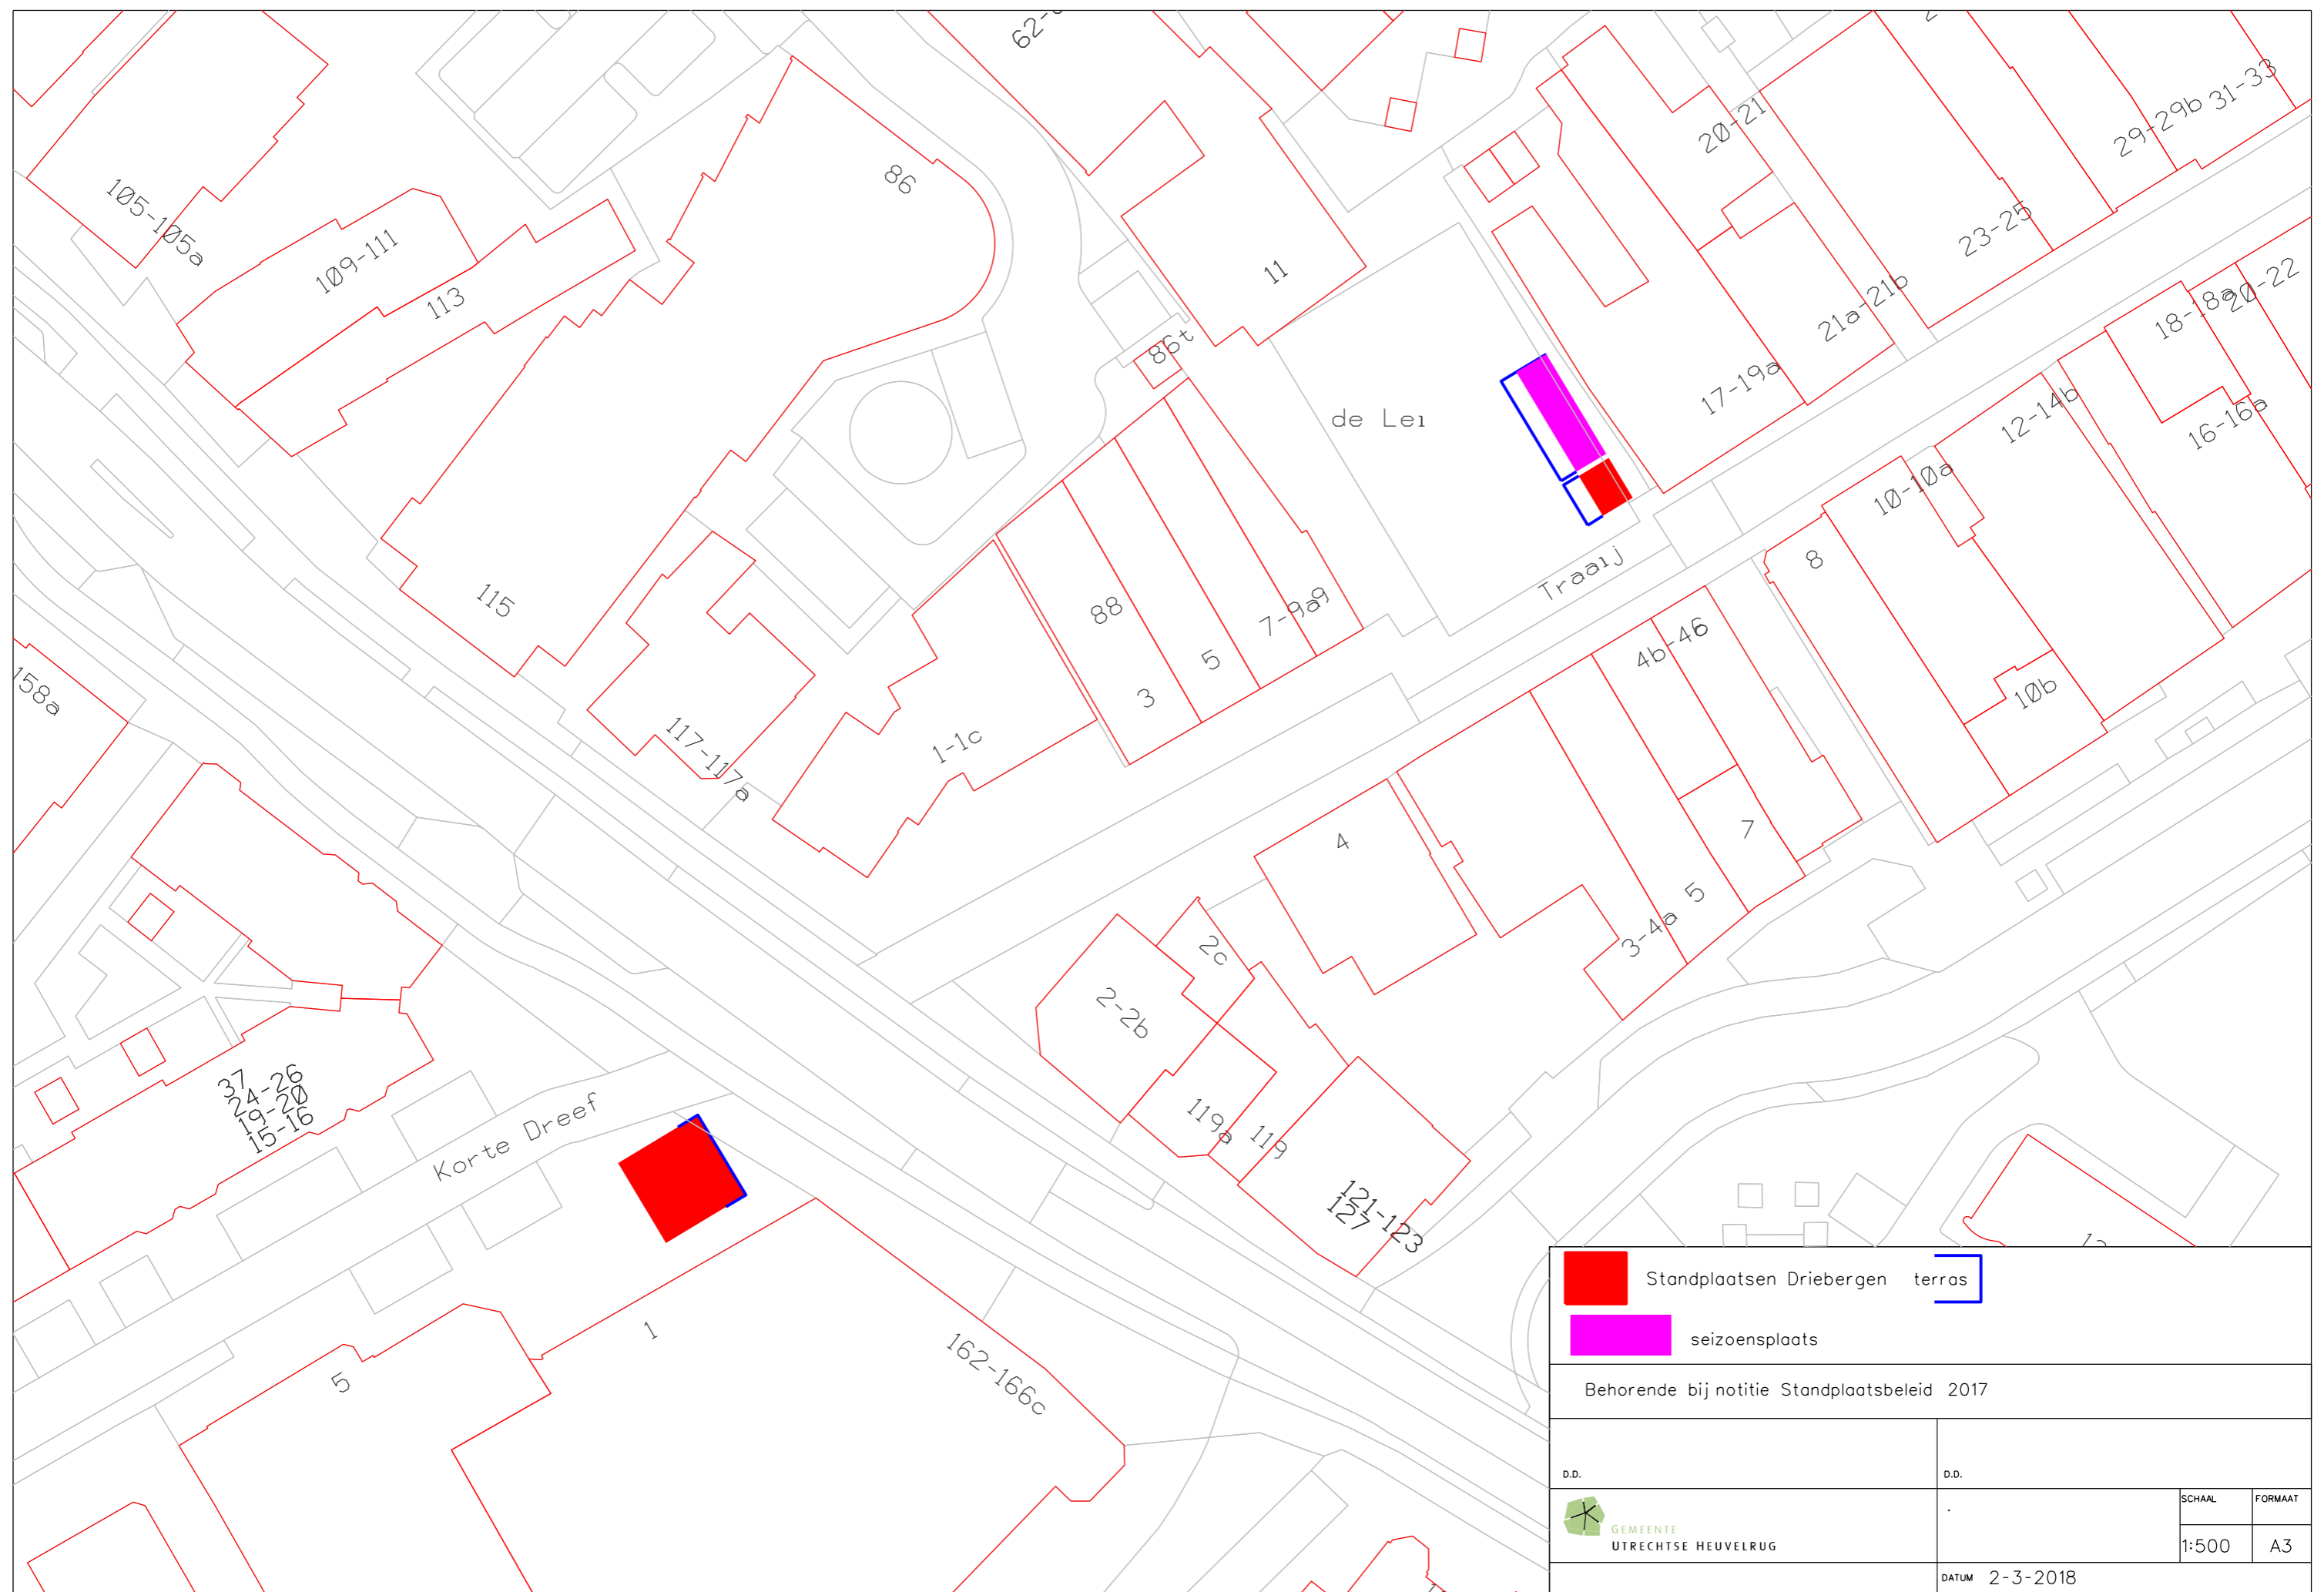 105-105a
109-111
113
86
11
20-21
29-29b
31-33
23-25
21a-21b
17-19a
18-18a
20-22
16-16a
12-14b
10-10a
8
10b
86t
de Lei
Traaij
115
88
3
5
7-9a9
1-1c
117-117a
158a
4b-46
7
5
3-4a
4
2c
2-2b
119a
119
121-123
127
37
24-26
19-20
15-16
Korte Dreef
1
5
162-166c
Standplaatsen Driebergen terras
seizoensplaats
Behorende bij notitie Standplaatsbeleid 2017
D.D. D.D.
GEMEENTE
UTRECHTSE HEUVELRUG
SCHAAL FORMAAT
1:500 A3
DATUM 2-3-2018